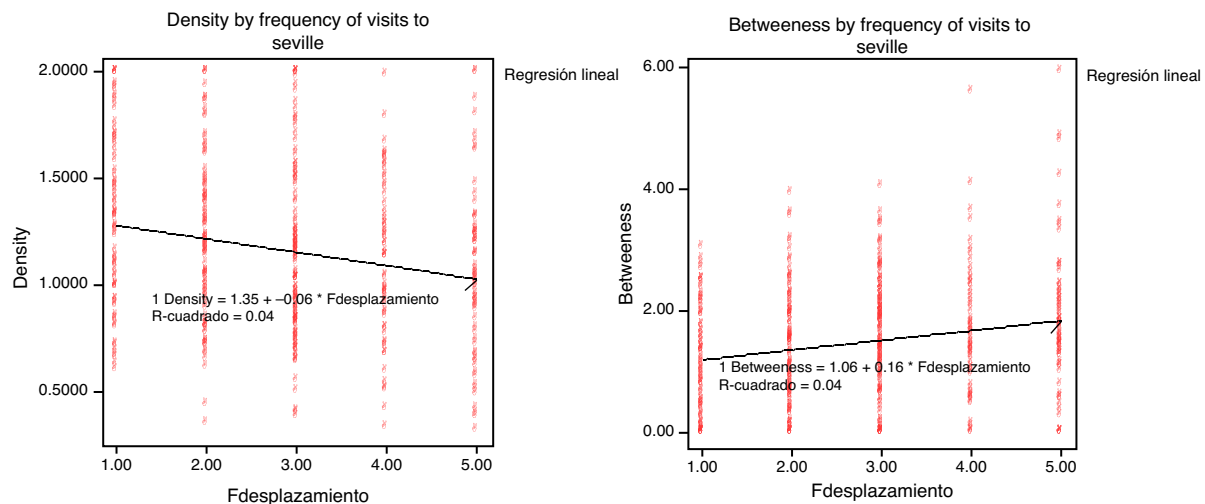 Density by frequency of visits to
seville
Regresión lineal
2.0000
1.5000
1.0000
0.5000
Density
1 Density = 1.35 + –0.06 * Fdesplazamiento
R-cuadrado = 0.04
1.00 2.00 3.00 4.00 5.00
Fdesplazamiento
Betweeness by frequency of visits to
seville
Regresión lineal
6.00
4.00
2.00
0.00
Betweeness
1 Betweeness = 1.06 + 0.16 * Fdesplazamiento
R-cuadrado = 0.04
1.00 2.00 3.00 4.00 5.00
Fdesplazamiento